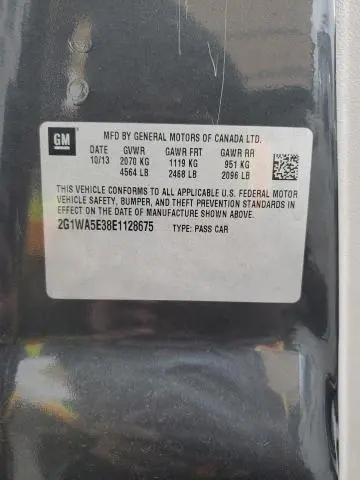 GM
MFD BY GENERAL MOTORS OF CANADA LTD.
DATE GVWR GAWR FRT GAWR RR
10/13 2070 KG 1119 KG 951 KG
4564 LB 2468 LB 2096 LB
THIS VEHICLE CONFORMS TO ALL APPLICABLE U.S. FEDERAL MOTOR
VEHICLE SAFETY, BUMPER, AND THEFT PREVENTION STANDARDS IN
EFFECT ON THE DATE OF MANUFACTURE SHOWN ABOVE.
2G1WA5E38E1128675 TYPE: PASS CAR